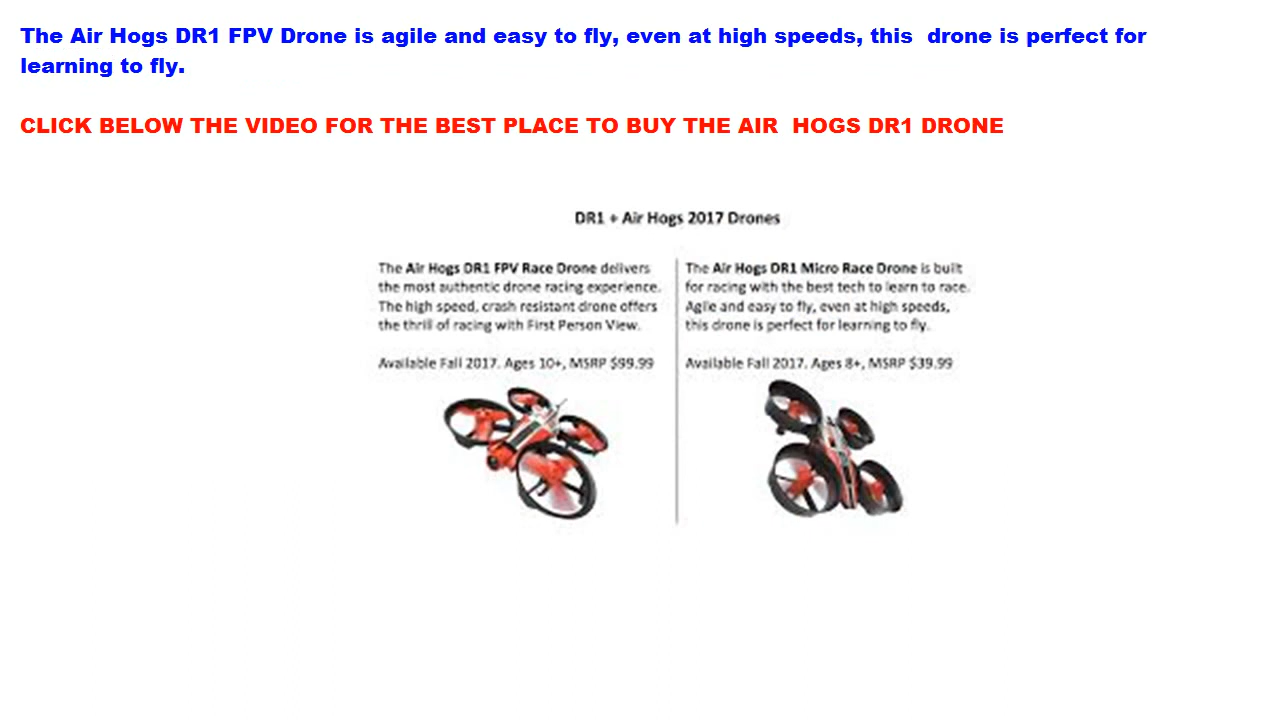 The Air Hogs DR1 FPV Drone is agile and easy to fly, even at high speeds, this  drone is perfect for
learning to fly.
CLICK BELOW THE VIDEO FOR THE BEST PLACE TO BUY THE AIR  HOGS DR1 DRONE
DR1 + Air Hogs 2017 Drones
The Air Hogs DR1 FPV Race Drone delivers
the most authentic drone racing experience.
The high speed, crash resistant drone offers
the thrill of racing with First Person View.
Available Fall 2017. Ages 10+, MSRP $99.99
The Air Hogs DR1 Micro Race Drone is built
for racing with the best tech to learn to race.
Agile and easy to fly, even at high speeds,
this drone is perfect for learning to fly.
Available Fall 2017. Ages 8+, MSRP $39.99